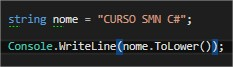 string nome = "CURSO SMN C#";
Console.WriteLine(nome.ToLower());